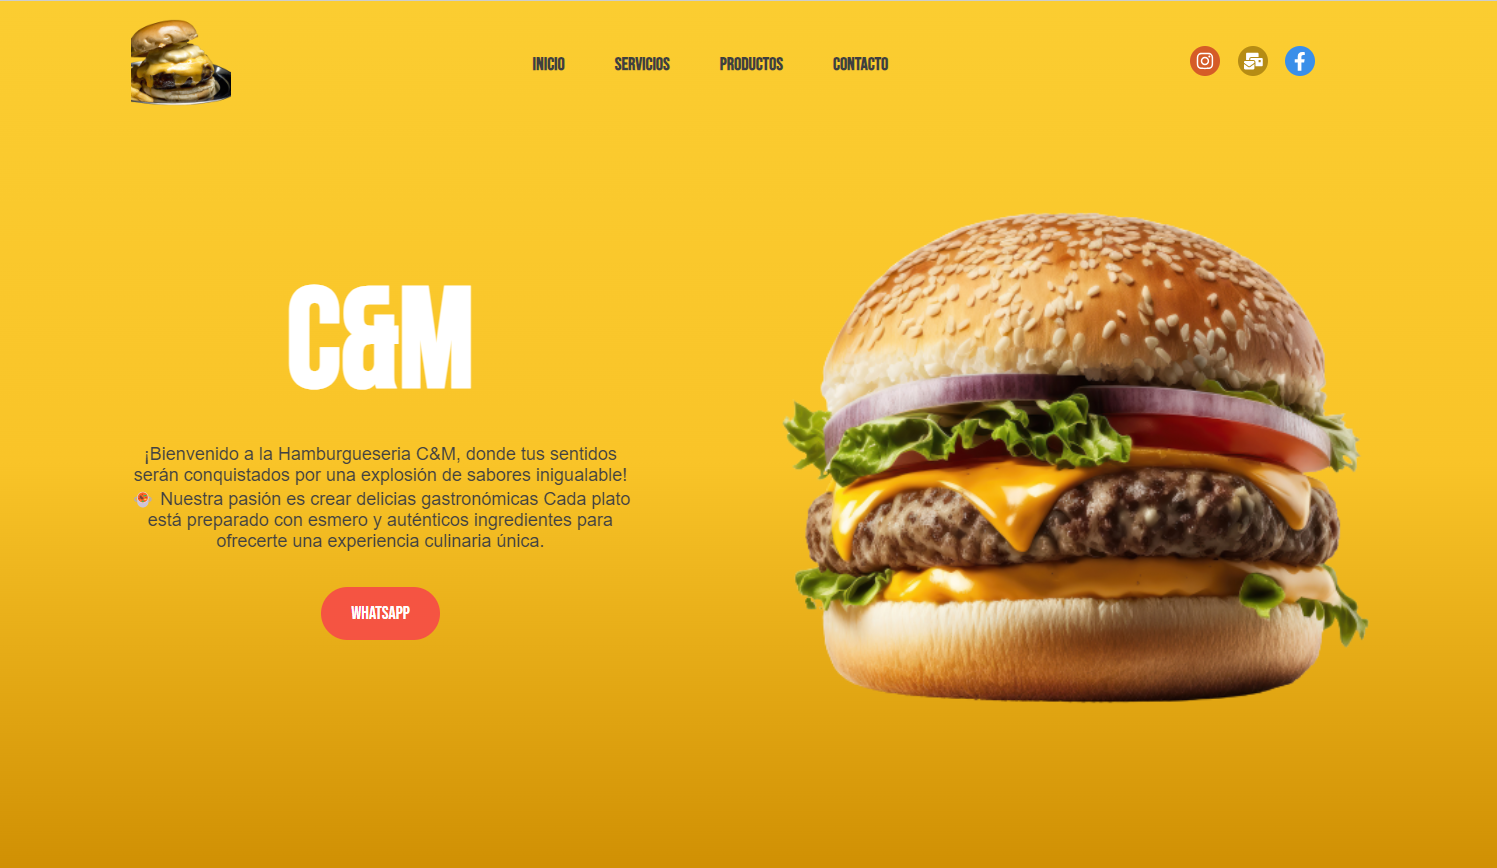 INICIO SERVICIOS PRODUCTOS CONTACTO
C&M
¡Bienvenido a la Hamburgueseria C&M, donde tus sentidos
serán conquistados por una explosión de sabores inigualable!
Nuestra pasión es crear delicias gastronómicas Cada plato
está preparado con esmero y auténticos ingredientes para
ofrecerte una experiencia culinaria única.
WHATSAPP